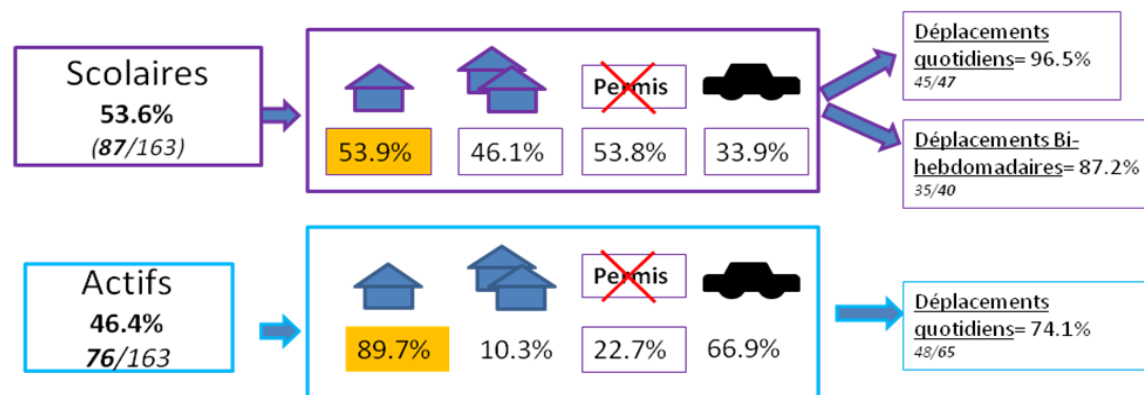 Scolaires
53.6%
(87/163)
Permis
53.9%
46.1%
53.8%
33.9%
Déplacements
quotidiens= 96.5%
45/47
Déplacements Bi-
hebdomadaires= 87.2%
35/40
Actifs
46.4%
76/163
Permis
89.7%
10.3%
22.7%
66.9%
Déplacements
quotidiens= 74.1%
48/65